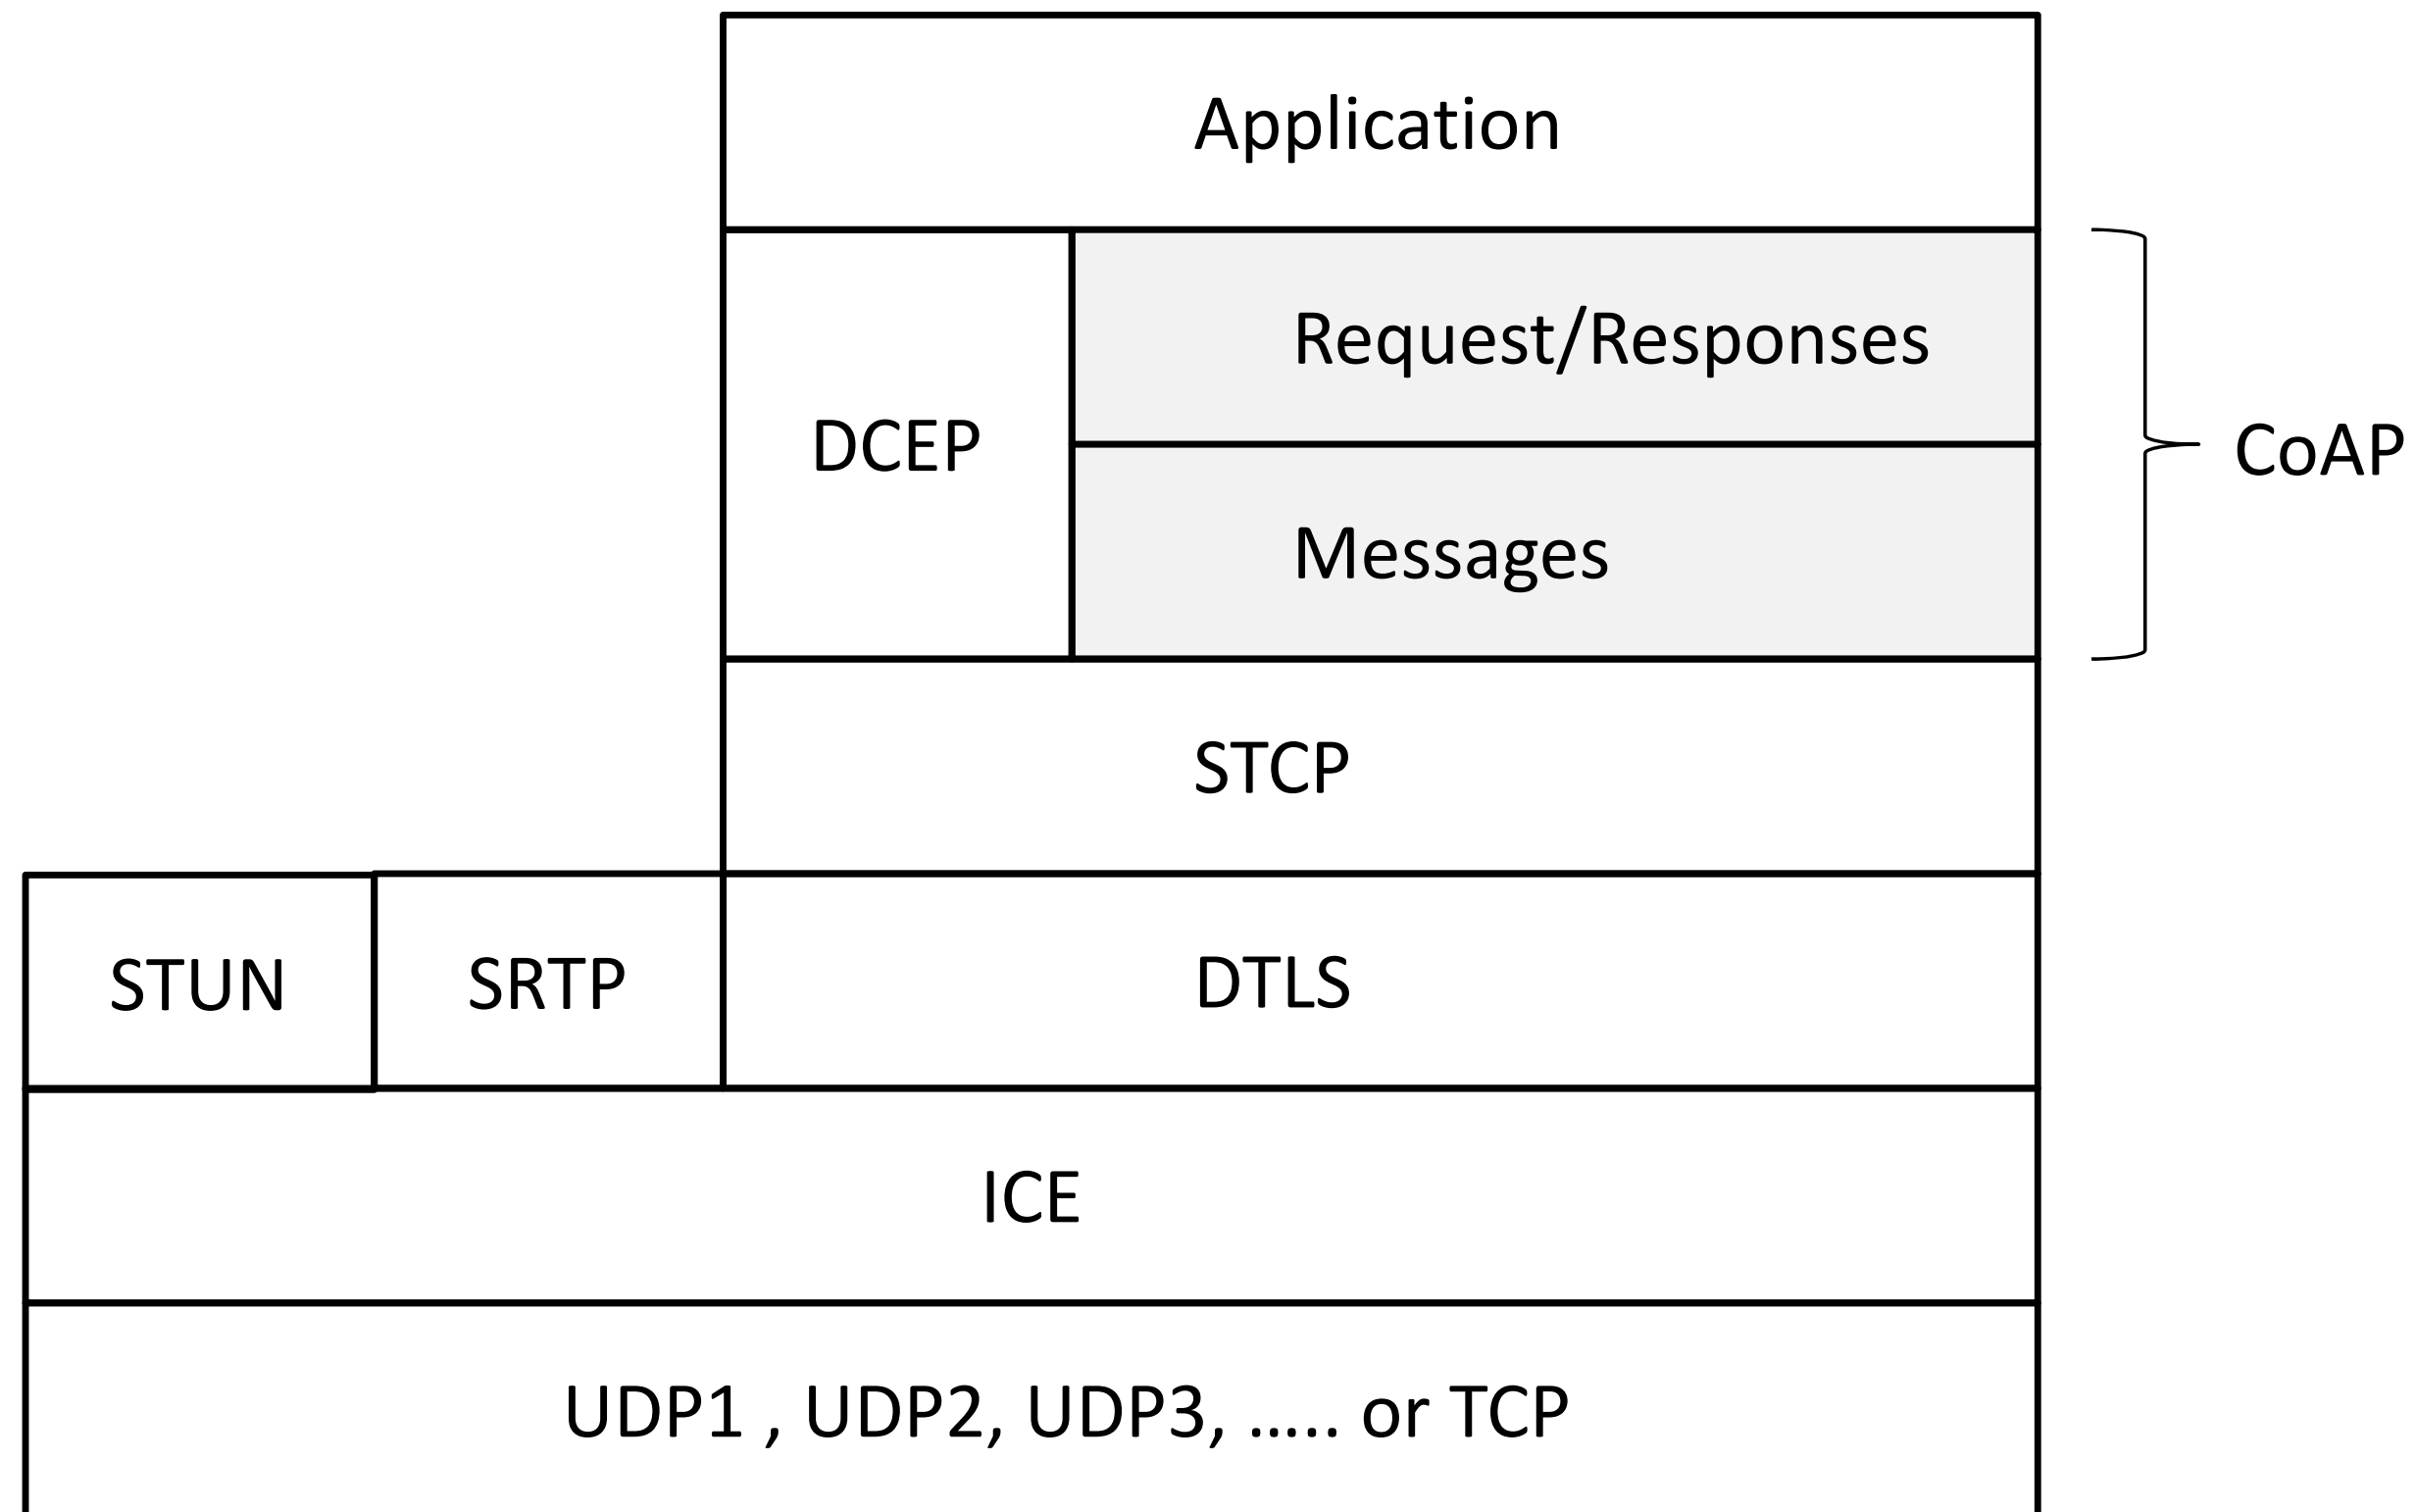 Application
Request/Responses
DCEP
CoAP
Messages
STCP
STUN
SRTP
DTLS
ICE
UDP1 , UDP2, UDP3, ..... or TCP